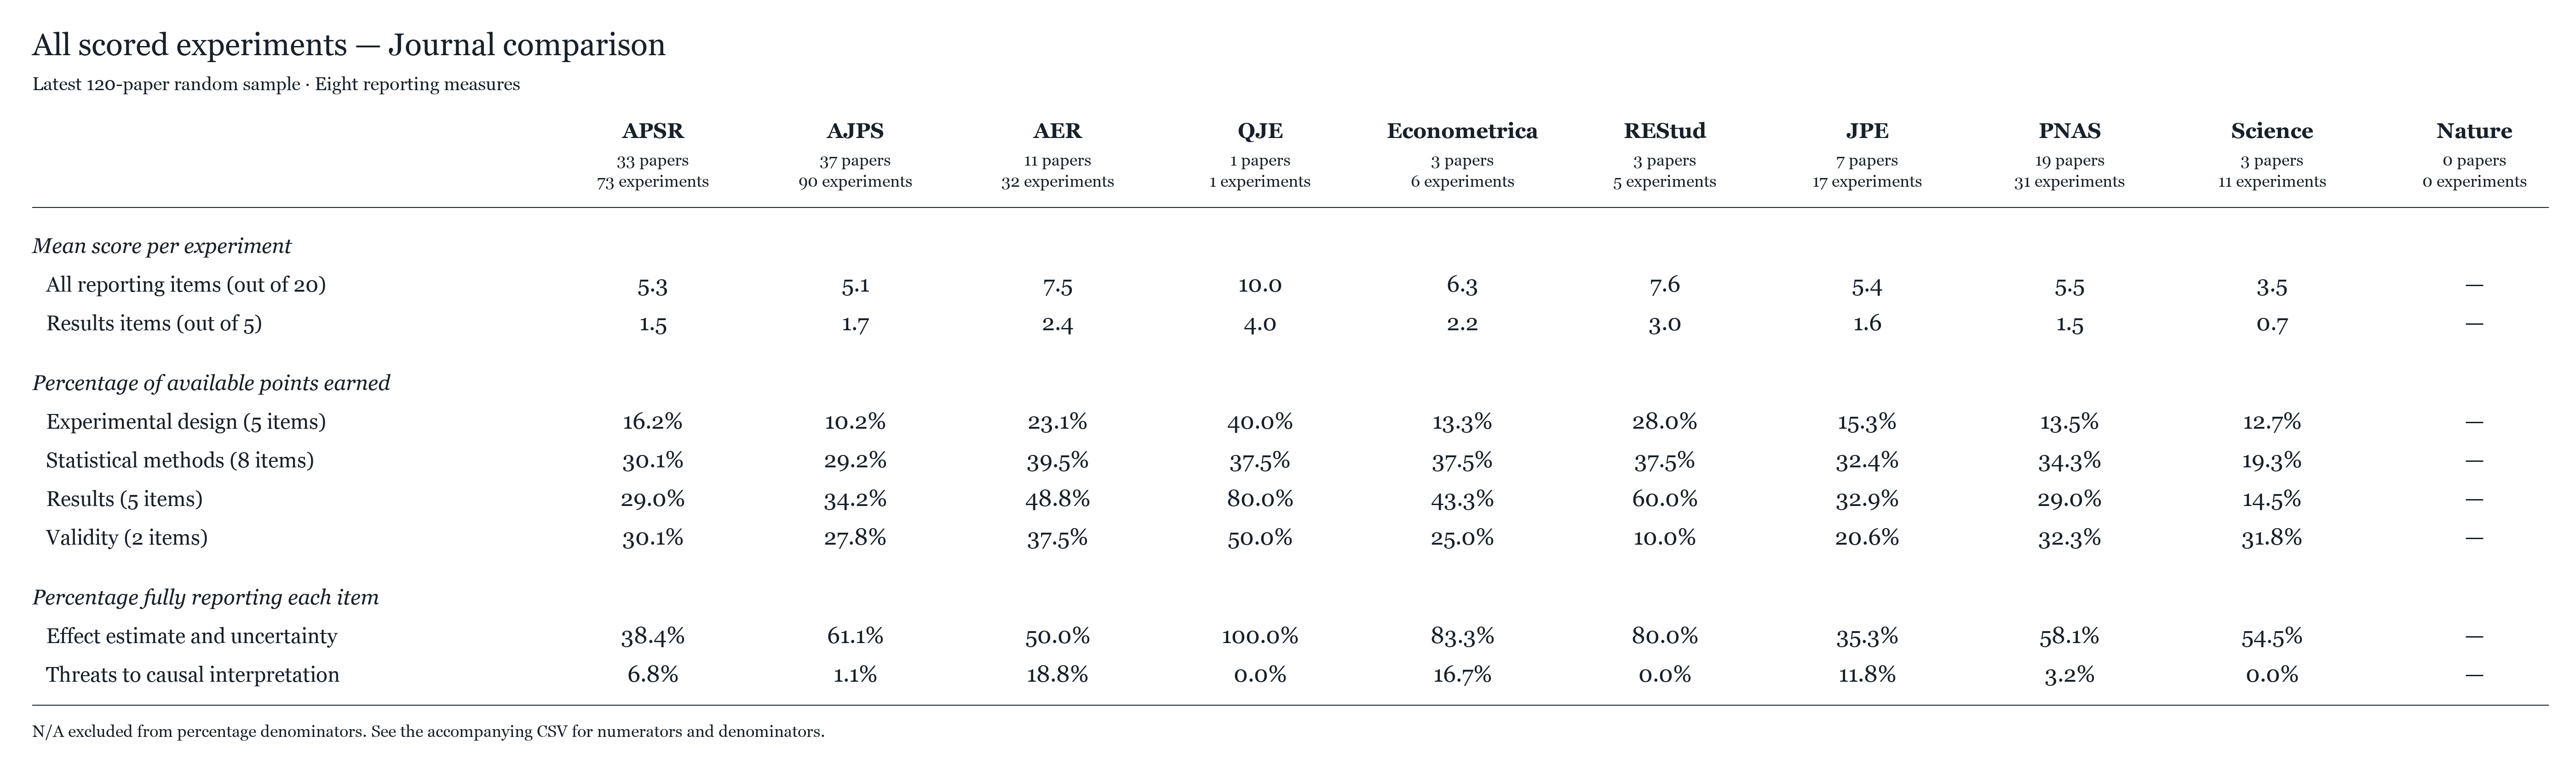 All scored experiments — Journal comparison
Latest 120-paper random sample · Eight reporting measures
APSR AJPS AER QJE Econometrica REStud JPE PNAS Science Nature
33 papers 37 papers 11 papers 1 papers 3 papers 3 papers 7 papers 19 papers 3 papers 0 papers
73 experiments 90 experiments 32 experiments 1 experiments 6 experiments 5 experiments 17 experiments 31 experiments 11 experiments 0 experiments
Mean score per experiment
All reporting items (out of 20) 5.3 5.1 7.5 10.0 6.3 7.6 5.4 5.5 3.5 —
Results items (out of 5) 1.5 1.7 2.4 4.0 2.2 3.0 1.6 1.5 0.7 —
Percentage of available points earned
Experimental design (5 items) 16.2% 10.2% 23.1% 40.0% 13.3% 28.0% 15.3% 13.5% 12.7% —
Statistical methods (8 items) 30.1% 29.2% 39.5% 37.5% 37.5% 37.5% 32.4% 34.3% 19.3% —
Results (5 items) 29.0% 34.2% 48.8% 80.0% 43.3% 60.0% 32.9% 29.0% 14.5% —
Validity (2 items) 30.1% 27.8% 37.5% 50.0% 25.0% 10.0% 20.6% 32.3% 31.8% —
Percentage fully reporting each item
Effect estimate and uncertainty 38.4% 61.1% 50.0% 100.0% 83.3% 80.0% 35.3% 58.1% 54.5% —
Threats to causal interpretation 6.8% 1.1% 18.8% 0.0% 16.7% 0.0% 11.8% 3.2% 0.0% —
N/A excluded from percentage denominators. See the accompanying CSV for numerators and denominators.